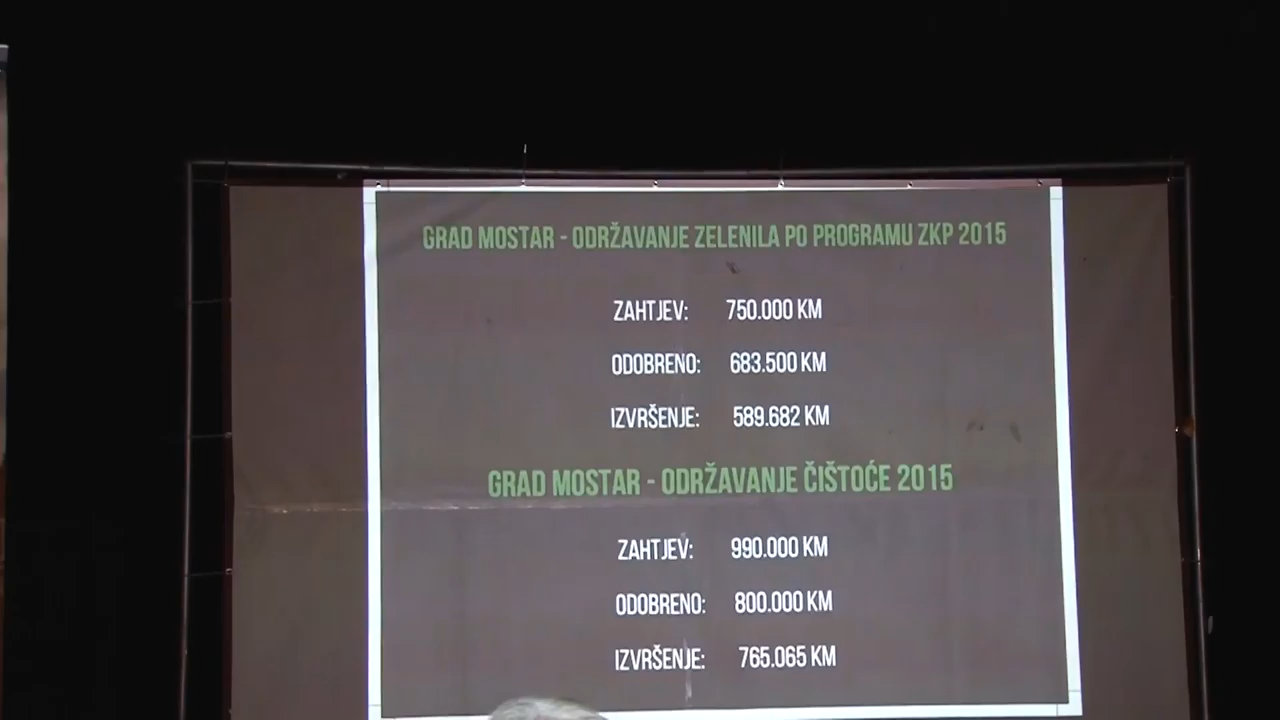 GRAD MOSTAR - ODRŽAVANJE ZELENILA PO PROGRAMU ZKP 2015
ZAHTJEV: 750.000 KM
ODOBRENO: 683.500 KM
IZVRŠENJE: 589.682 KM
GRAD MOSTAR - ODRŽAVANJE ČIŠTOĆE 2015
ZAHTJEV: 990.000 KM
ODOBRENO: 800.000 KM
IZVRŠENJE: 765.065 KM